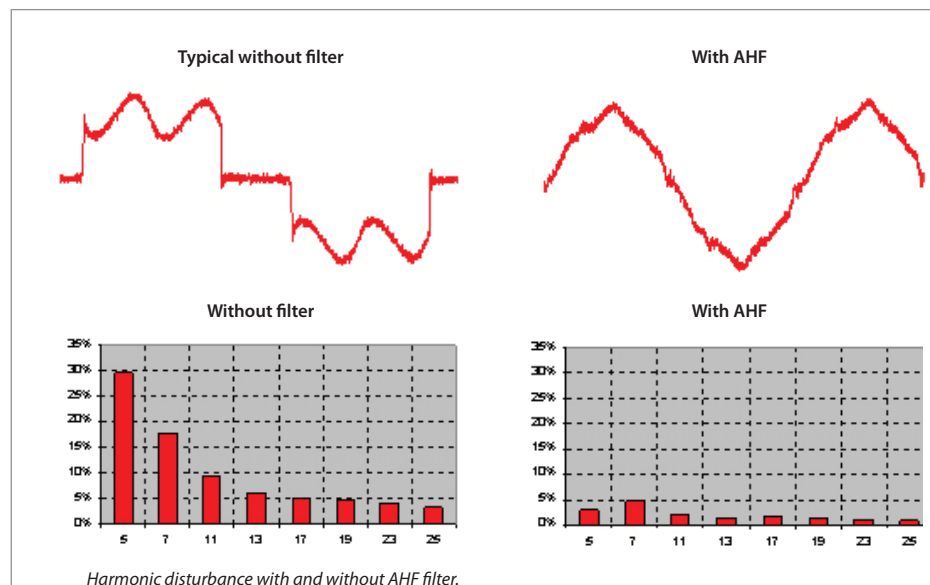 Typical without filter
With AHF
Without filter
With AHF
35%
30%
25%
20%
15%
10%
5%
0%
5 7 11 13 17 19 23 25
35%
30%
25%
20%
15%
10%
5%
0%
5 7 11 13 17 19 23 25
Harmonic disturbance with and without AHF filter.